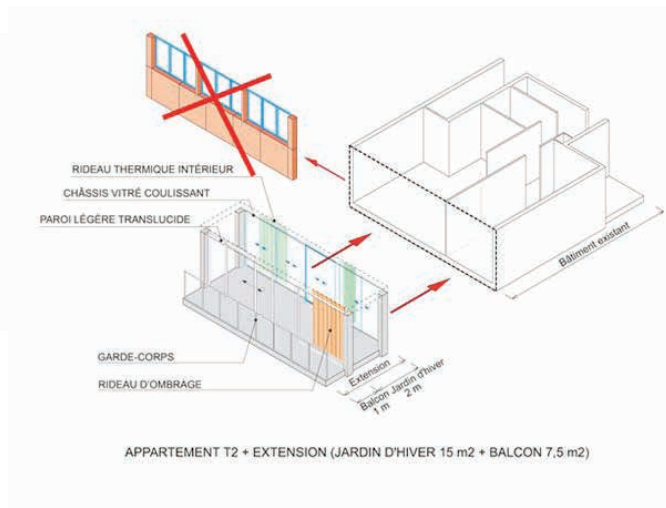 RIDEAU THERMIQUE INTÉRIEUR
CHÂSSIS VITRÉ COULISSANT
PAROI LÉGÈRE TRANSLUCIDE
Bâtiment existant
GARDE-CORPS
RIDEAU D'OMBRAGE
Extension
Balcon Jardin d'hiver
1 m 2 m
APPARTEMENT T2 + EXTENSION (JARDIN D'HIVER 15 m2 + BALCON 7,5 m2)